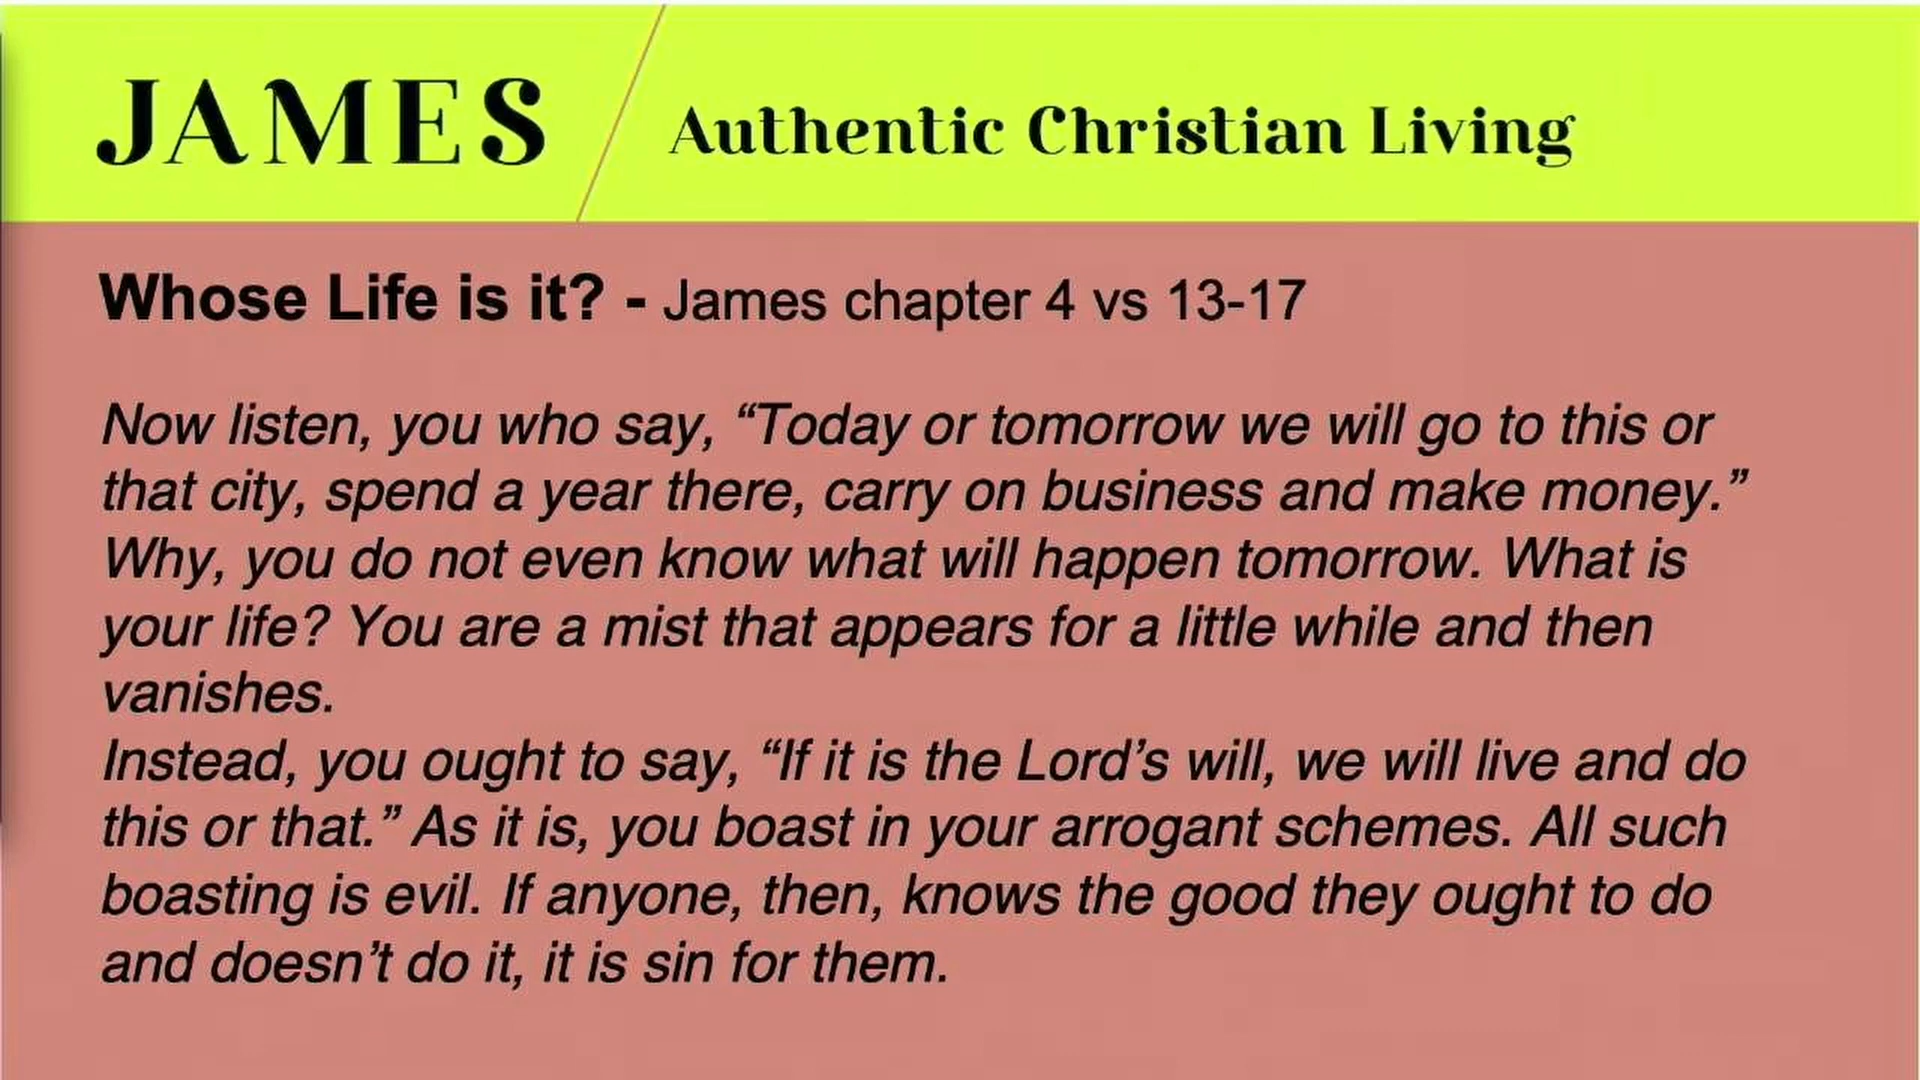 JAMES
Authentic Christian Living
Whose Life is it? - James chapter 4 vs 13-17
Now listen, you who say, “Today or tomorrow we will go to this or
that city, spend a year there, carry on business and make money.”
Why, you do not even know what will happen tomorrow. What is
your life? You are a mist that appears for a little while and then
vanishes.
Instead, you ought to say, “If it is the Lord’s will, we will live and do
this or that.” As it is, you boast in your arrogant schemes. All such
boasting is evil. If anyone, then, knows the good they ought to do
and doesn’t do it, it is sin for them.